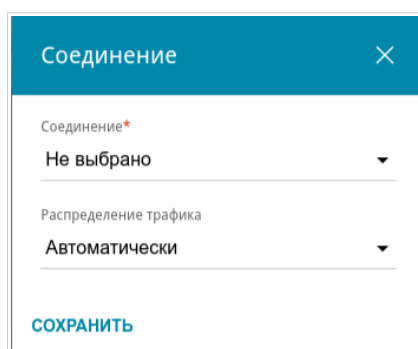 Соединение
Соединение*
Не выбрано
Распределение трафика
Автоматически
СОХРАНИТЬ